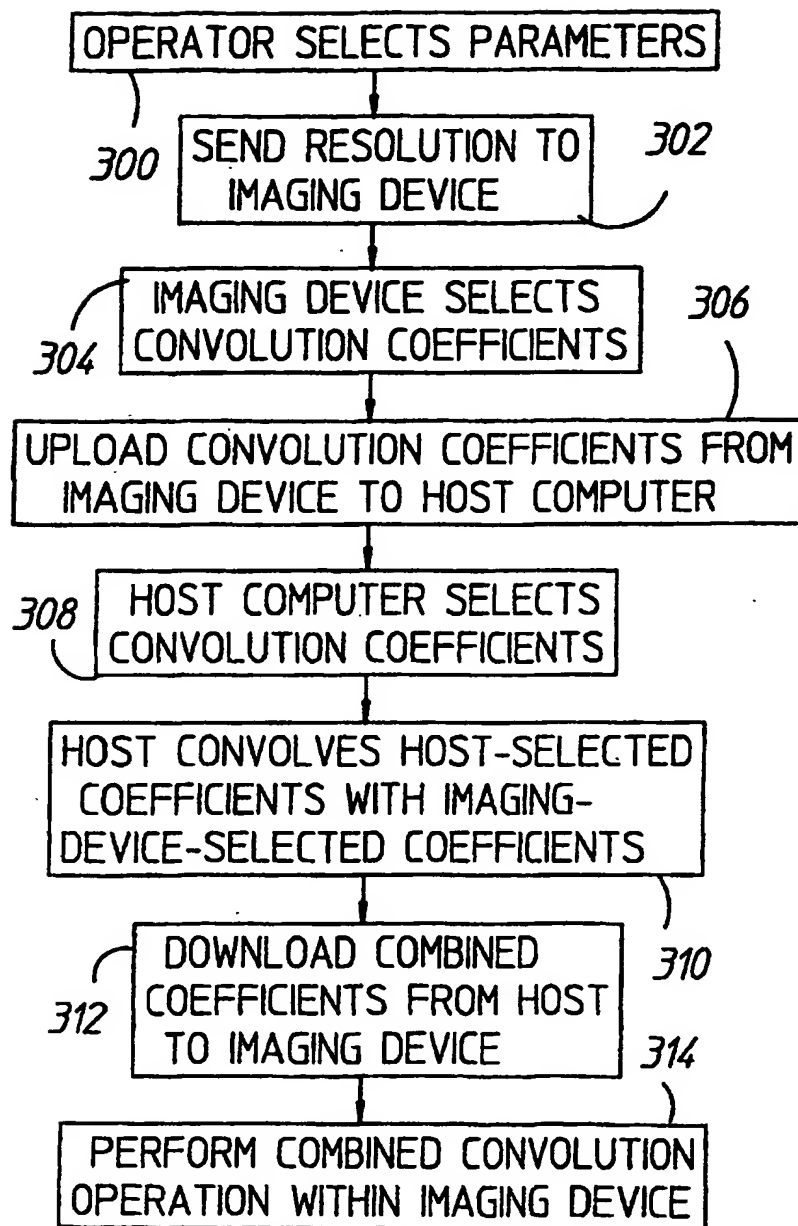 OPERATOR SELECTS PARAMETERS
300
SEND RESOLUTION TO
IMAGING DEVICE
302
IMAGING DEVICE SELECTS
CONVOLUTION COEFFICIENTS
304
306
UPLOAD CONVOLUTION COEFFICIENTS FROM
IMAGING DEVICE TO HOST COMPUTER
308
HOST COMPUTER SELECTS
CONVOLUTION COEFFICIENTS
HOST CONVOLVES HOST-SELECTED
COEFFICIENTS WITH IMAGING-
DEVICE-SELECTED COEFFICIENTS
310
312
DOWNLOAD COMBINED
COEFFICIENTS FROM HOST
TO IMAGING DEVICE
314
PERFORM COMBINED CONVOLUTION
OPERATION WITHIN IMAGING DEVICE